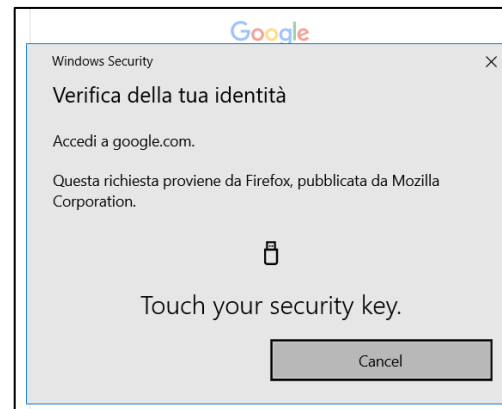 Google
Windows Security
Verifica della tua identità
Accedi a google.com.
Questa richiesta proviene da Firefox, pubblicata da Mozilla
Corporation.
Touch your security key.
Cancel